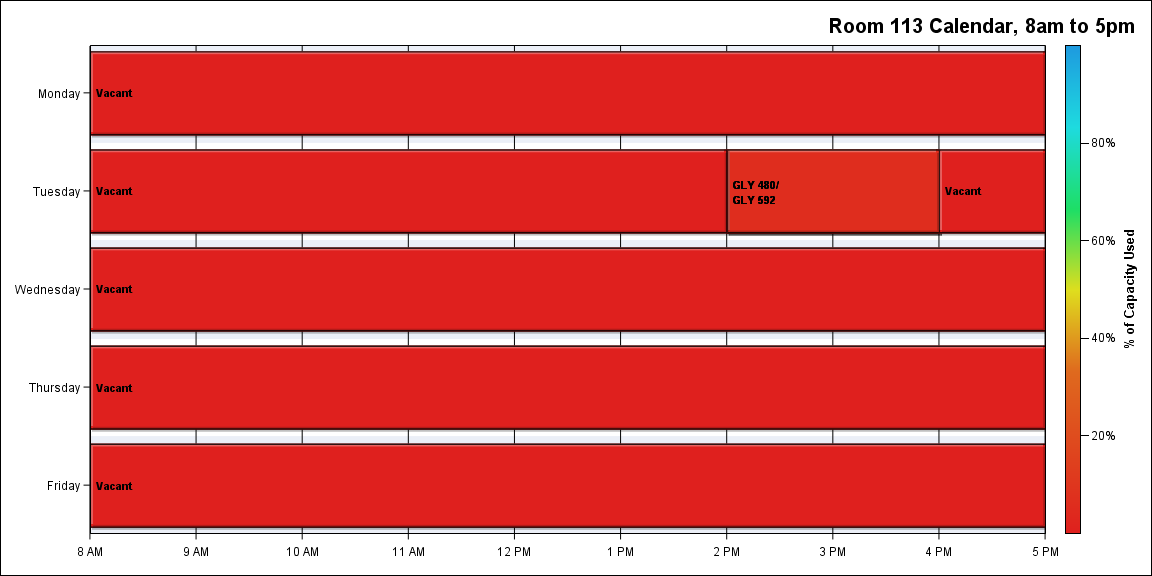 Room 113 Calendar, 8am to 5pm
Monday
Vacant
Tuesday
Vacant
GLY 480/
GLY 592
Vacant
Wednesday
Vacant
Thursday
Vacant
Friday
Vacant
8 AM
9 AM
10 AM
11 AM
12 PM
1 PM
2 PM
3 PM
4 PM
5 PM
80%
60%
40%
20%
% of Capacity Used